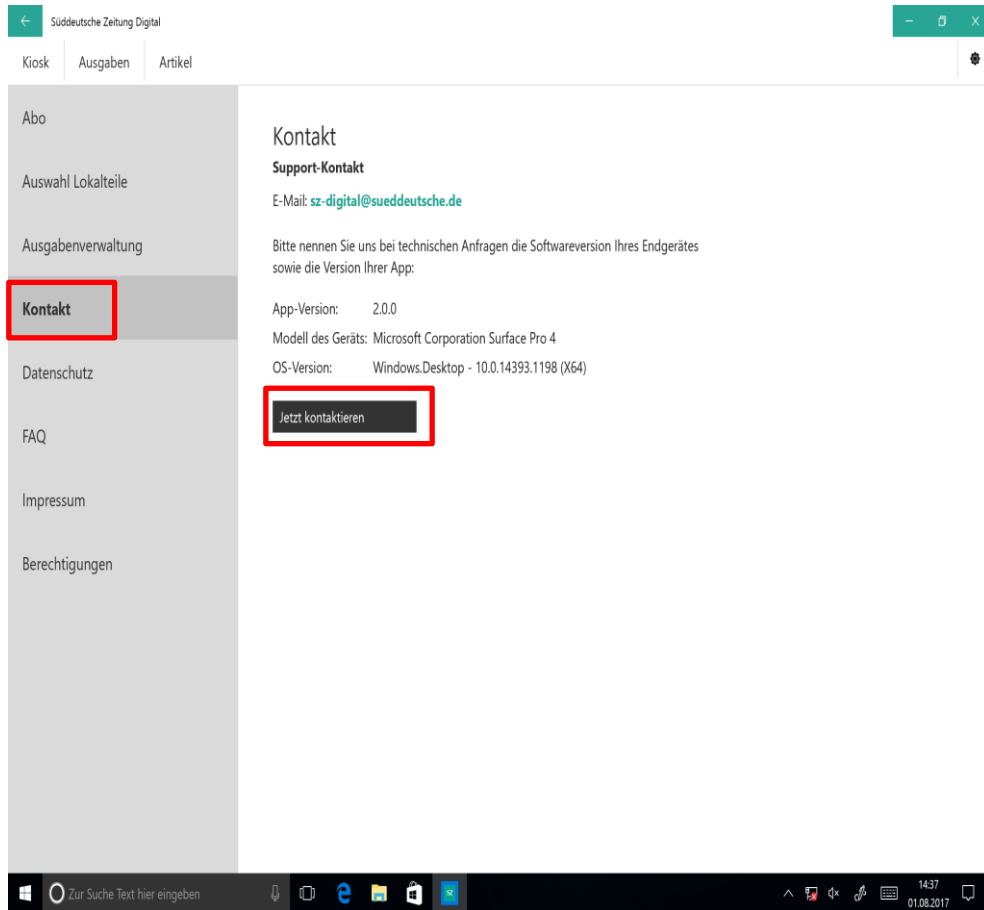 Süddeutsche Zeitung Digital
Kiosk Ausgaben Artikel
Abo
Auswahl Lokalteile
Ausgabenverwaltung
Kontakt
Datenschutz
FAQ
Impressum
Berechtigungen
Kontakt
Support-Kontakt
E-Mail: sz-digital@sueddeutsche.de
Bitte nennen Sie uns bei technischen Anfragen die Softwareversion Ihres Endgerätes
sowie die Version Ihrer App:
App-Version: 2.0.0
Modell des Geräts: Microsoft Corporation Surface Pro 4
OS-Version: Windows.Desktop - 10.0.14393.1198 (X64)
Jetzt kontaktieren
Zur Suche Text hier eingeben
SZ
14:37
01.08.2017